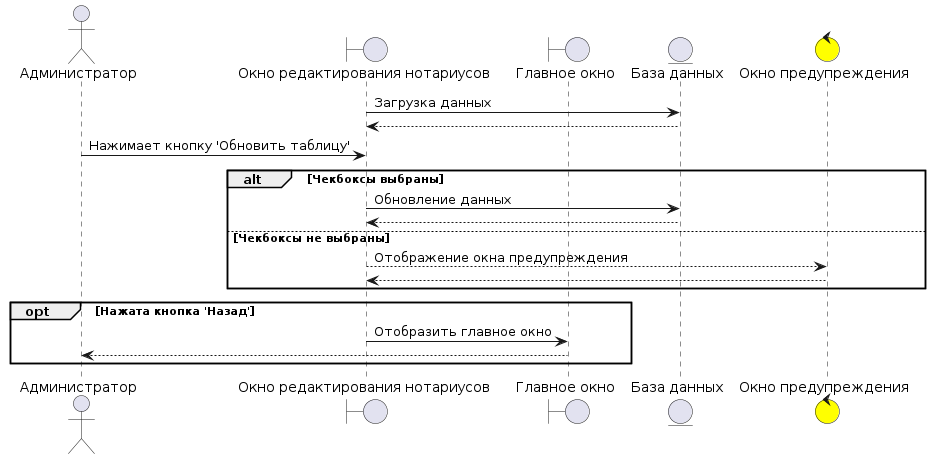 Администратор
Окно редактирования нотариусов
Главное окно
База данных
Окно предупреждения
Загрузка данных
Нажимает кнопку 'Обновить таблицу'
alt
[Чекбоксы выбраны]
Обновление данных
[Чекбоксы не выбраны]
Отображение окна предупреждения
opt
[Нажата кнопка 'Назад']
Отобразить главное окно
Администратор
Окно редактирования нотариусов
Главное окно
База данных
Окно предупреждения